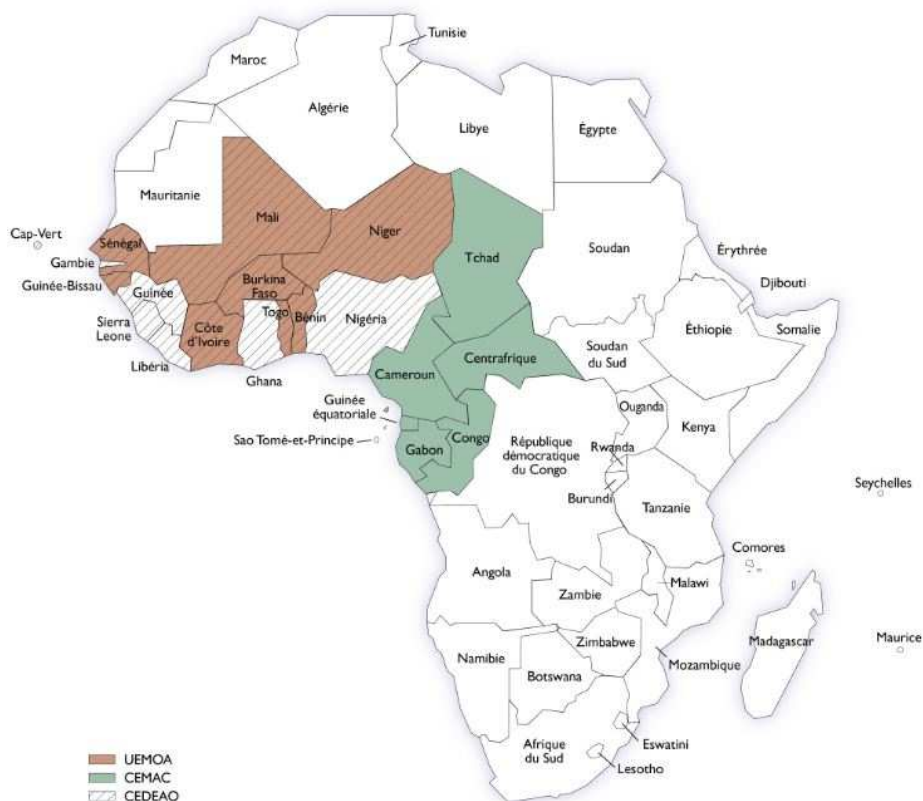 Tunisie
Maroc
Algérie
Libye
Égypte
Mauritanie
Cap-Vert
Mali
Niger
Sénégal
Tchad
Soudan
Érythrée
Gambie
Guinée-Bissau
Guinée
Burkina
Faso
Djibouti
Togo
Bénin
Nigéria
Sierra
Leone
Côte
d'Ivoire
Éthiopie
Somalie
Soudan
du Sud
Centrafrique
Libéria
Ghana
Cameroun
Guinée
équatoriale
Ouganda
Kenya
Sao Tomé-et-Principe
Gabon
Congo
République
démocratique
du Congo
Rwanda
Burundi
Seychelles
Tanzanie
Comores
Angola
Malawi
Zambie
Zimbabwe
Madagascar
Maurice
Namibie
Botswana
Mozambique
Afrique
du Sud
Eswatini
Lesotho
UEMOA
CEMAC
CEDEAO